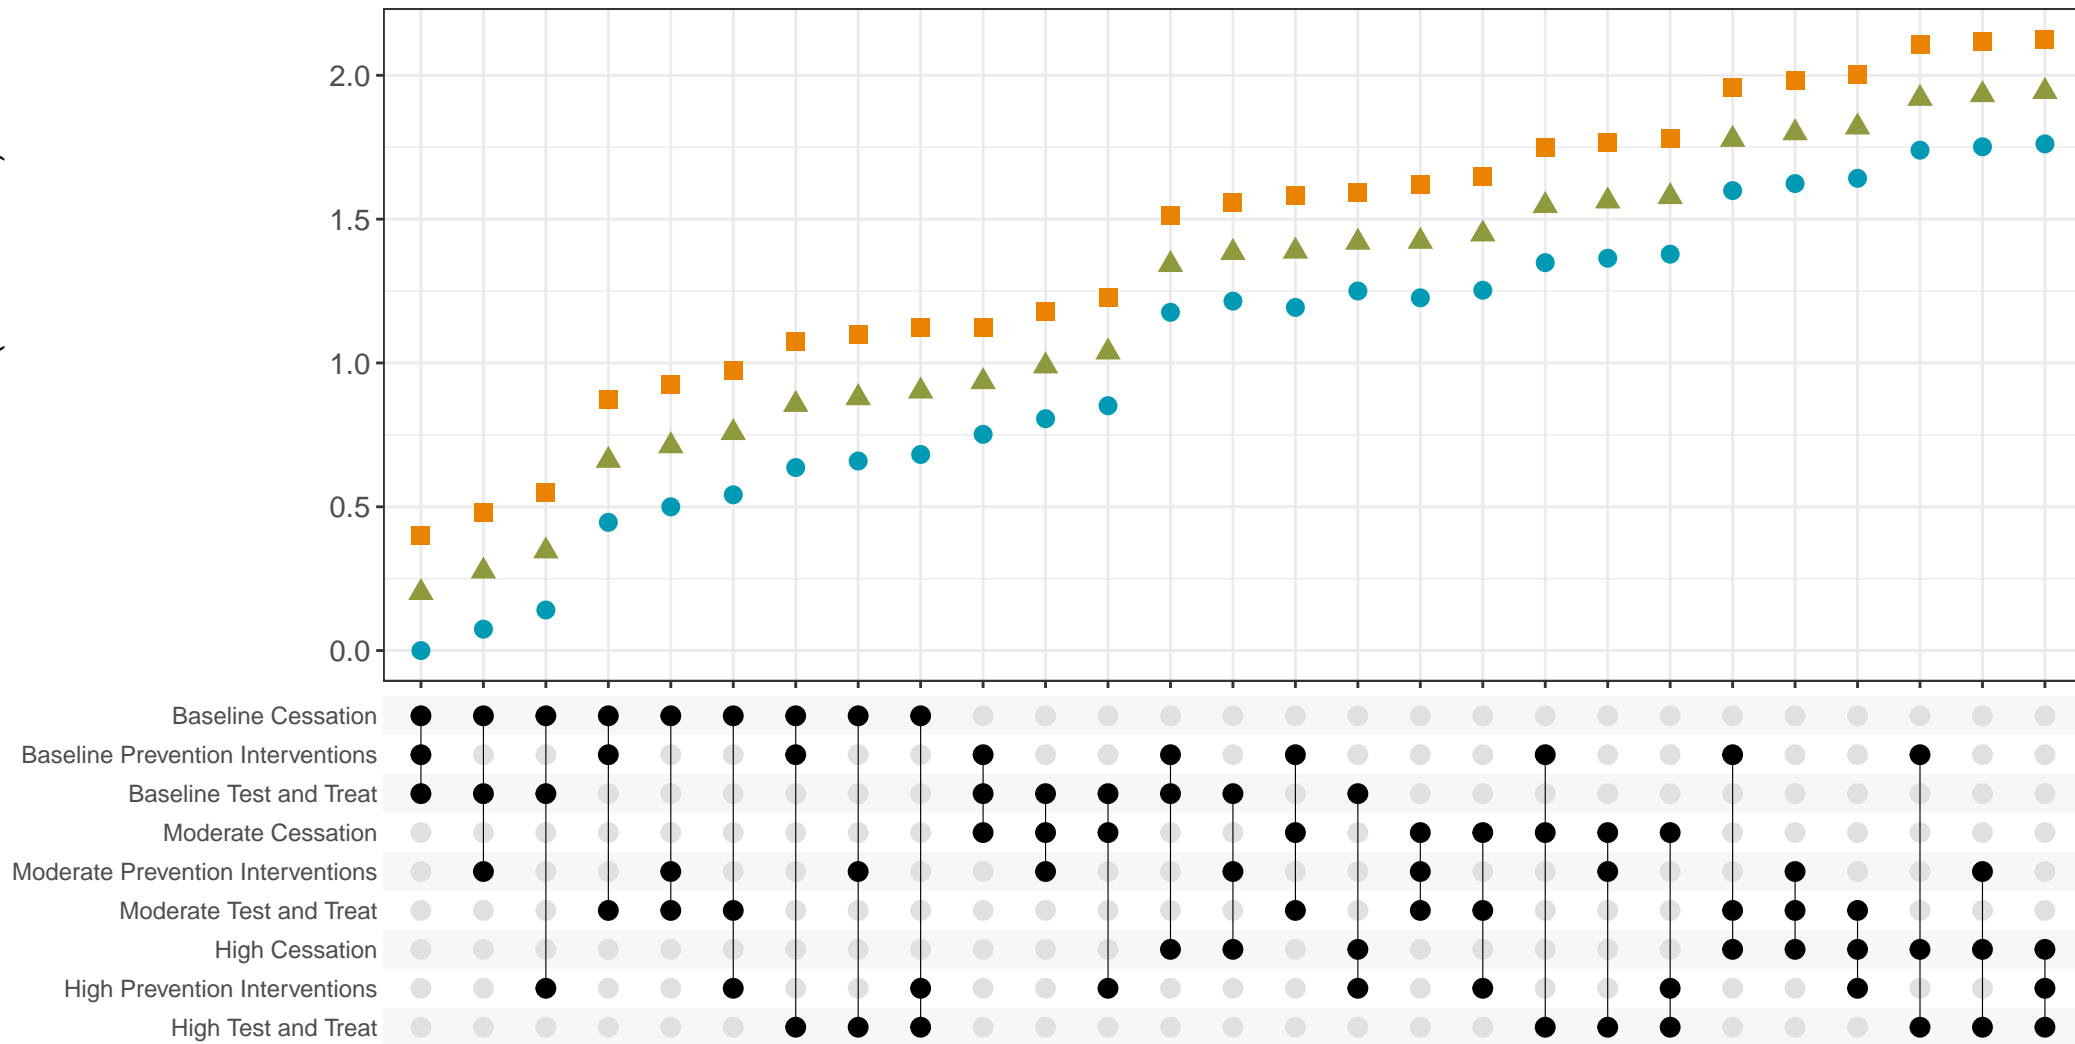 2.0
1.5
1.0
0.5
0.0
Baseline Cessation
Baseline Prevention Interventions
Baseline Test and Treat
Moderate Cessation
Moderate Prevention Interventions
Moderate Test and Treat
High Cessation
High Prevention Interventions
High Test and Treat